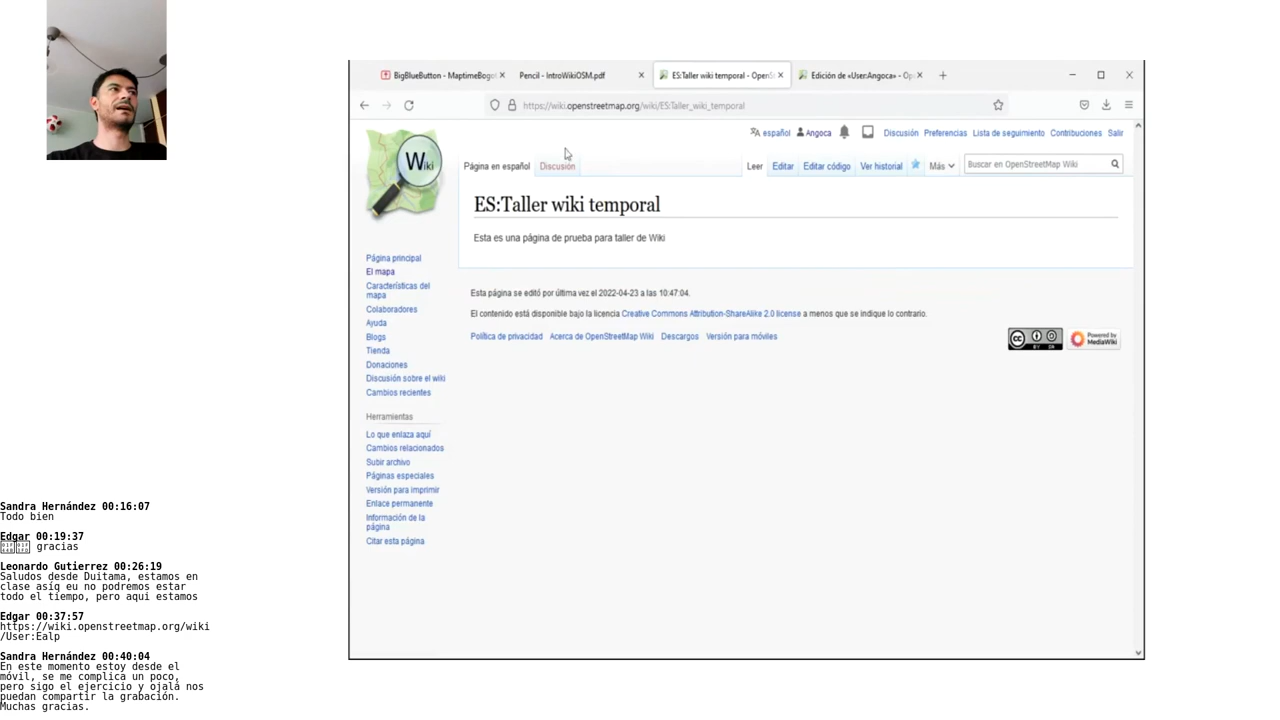 BigBlueButton - MaptimeBogo
Pencil - IntroWikiOSM.pdf
ES:Taller wiki temporal - OpenS
Edición de «User:Angoca» - Op
https://wiki.openstreetmap.org/wiki/ES:Taller_wiki_temporal
Wiki
español Angoca Discusión Preferencias Lista de seguimiento Contribuciones Salir
Página en español Discusión Leer Editar Editar código Ver historial Más Buscar en OpenStreetMap Wiki
ES:Taller wiki temporal
Esta es una página de prueba para taller de Wiki
Página principal
El mapa
Características del
mapa
Colaboradores
Ayuda
Blogs
Tienda
Donaciones
Discusión sobre el wiki
Cambios recientes
Herramientas
Lo que enlaza aquí
Cambios relacionados
Subir archivo
Páginas especiales
Versión para imprimir
Enlace permanente
Información de la
página
Citar esta página
Esta página se editó por última vez el 2022-04-23 a las 10:47:04.
El contenido está disponible bajo la licencia Creative Commons Attribution-ShareAlike 2.0 license a menos que se indique lo contrario.
Política de privacidad Acerca de OpenStreetMap Wiki Descargos Versión para móviles
cc BY SA
Powered by
MediaWiki
Sandra Hernández 00:16:07
Todo bien
Edgar 00:19:37
gracias
Leonardo Gutierrez 00:26:19
Saludos desde Duitama, estamos en
clase asiq eu no podremos estar
todo el tiempo, pero aqui estamos
Edgar 00:37:57
https://wiki.openstreetmap.org/wiki
/User:Ealp
Sandra Hernández 00:40:04
En este momento estoy desde el
móvil, se me complica un poco,
pero sigo el ejercicio y ojalá nos
puedan compartir la grabación.
Muchas gracias.